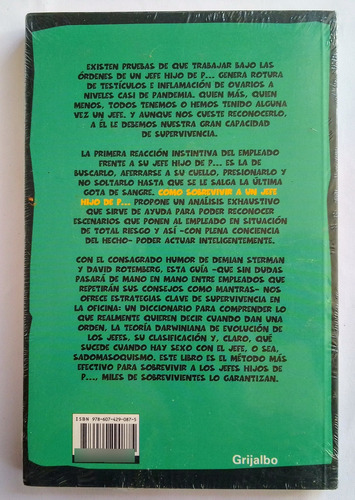 EXISTEN PRUEBAS DE QUE TRABAJAR BAJO LAS
ÓRDENES DE UN JEFE HIJO DE P... GENERA ROTURA
DE TESTÍCULOS E INFLAMACIÓN DE OVARIOS A
NIVELES CASI DE PANDEMIA. QUIEN MÁS, QUIEN
MENOS, TODOS TENEMOS O HEMOS TENIDO ALGUNA
VEZ UN JEFE. Y AUNQUE NOS CUESTE RECONOCERLO,
A ÉL LE DEBEMOS NUESTRA GRAN CAPACIDAD
DE SUPERVIVENCIA.
LA PRIMERA REACCIÓN INSTINTIVA DEL EMPLEADO
FRENTE A SU JEFE HIJO DE P... ES LA DE
BUSCARLO, AFERRARSE A SU CUELLO, PRESIONARLO Y
NO SOLTARLO HASTA QUE SE LE SALGA LA ÚLTIMA
GOTA DE SANGRE. CÓMO SOBREVIVIR A UN JEFE
HIJO DE P... PROPONE UN ANÁLISIS EXHAUSTIVO
QUE SIRVE DE AYUDA PARA PODER RECONOCER
ESCENARIOS QUE PONEN AL EMPLEADO EN SITUACIÓN
DE TOTAL RIESGO Y ASÍ -CON PLENA CONCIENCIA
DEL HECHO- PODER ACTUAR INTELIGENTEMENTE.
CON EL CONSAGRADO HUMOR DE DEMIAN STERMAN
Y DAVID ROTEMBERG, ESTA GUÍA -QUE SIN DUDAS
PASARÁ DE MANO EN MANO ENTRE EMPLEADOS QUE
REPETIRÁN SUS CONSEJOS COMO MANTRAS- NOS
OFRECE ESTRATEGIAS CLAVE DE SUPERVIVENCIA EN
LA OFICINA: UN DICCIONARIO PARA COMPRENDER LO
QUE REALMENTE QUIEREN DECIR CUANDO DAN UNA
ORDEN, LA TEORÍA DARWINIANA DE EVOLUCIÓN DE
LOS JEFES, SU CLASIFICACIÓN Y, CLARO, QUÉ
SUCEDE CUANDO HAY SEXO CON EL JEFE, O SEA,
SADOMASOQUISMO. ESTE LIBRO ES EL MÉTODO MÁS
EFECTIVO PARA SOBREVIVIR A LOS JEFES HIJOS DE
P..., MILES DE SOBREVIVIENTES LO GARANTIZAN.
ISBN 978-607-429-087-5
Grijalbo